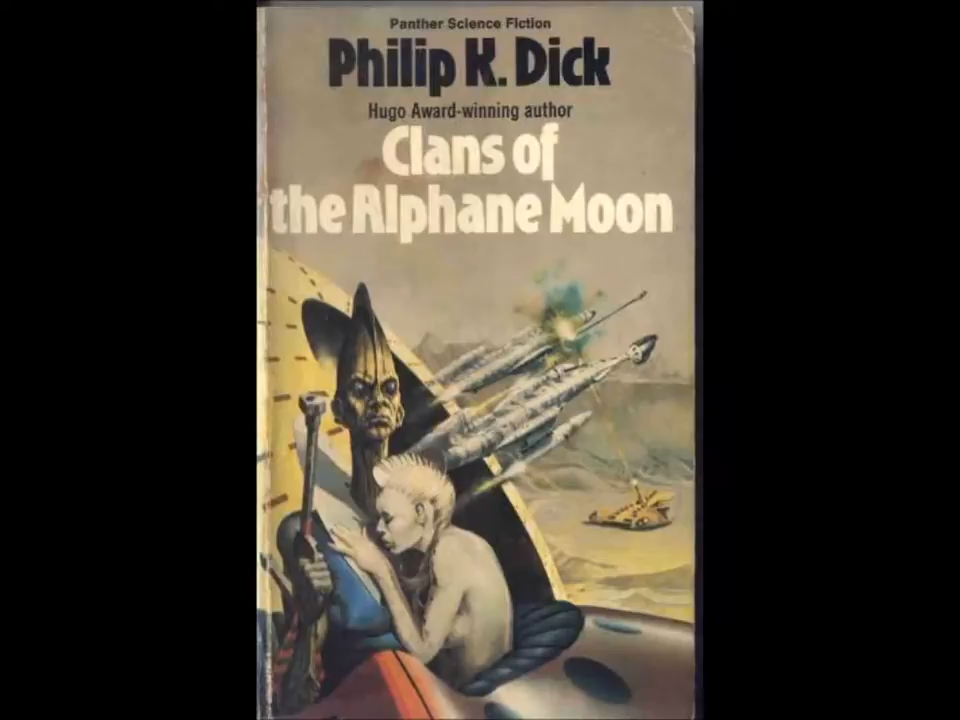 Panther Science Fiction
Philip K. Dick
Hugo Award-winning author
Clans of
the Alphane Moon